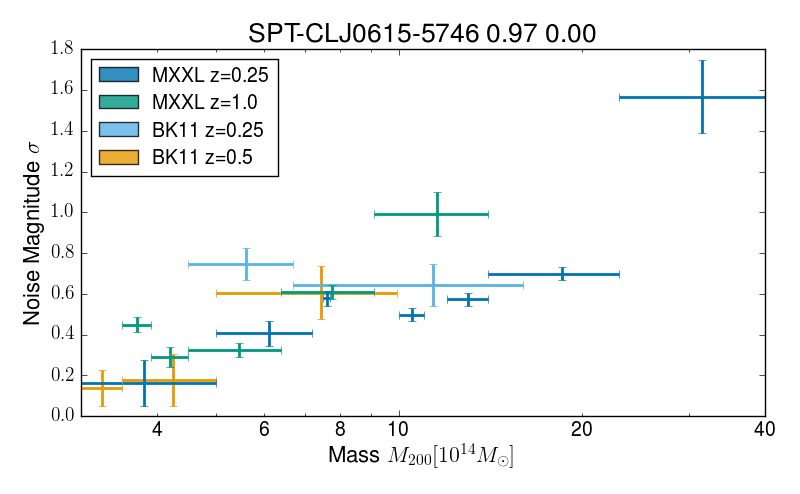 SPT-CLJ0615-5746 0.97 0.00
1.8
1.6
1.4
1.2
1.0
0.8
0.6
0.4
0.2
0.0
Noise Magnitude σ
MXXL z=0.25
MXXL z=1.0
BK11 z=0.25
BK11 z=0.5
4 6 8 10 20 40
Mass M₂₀₀[10¹⁴M☉]